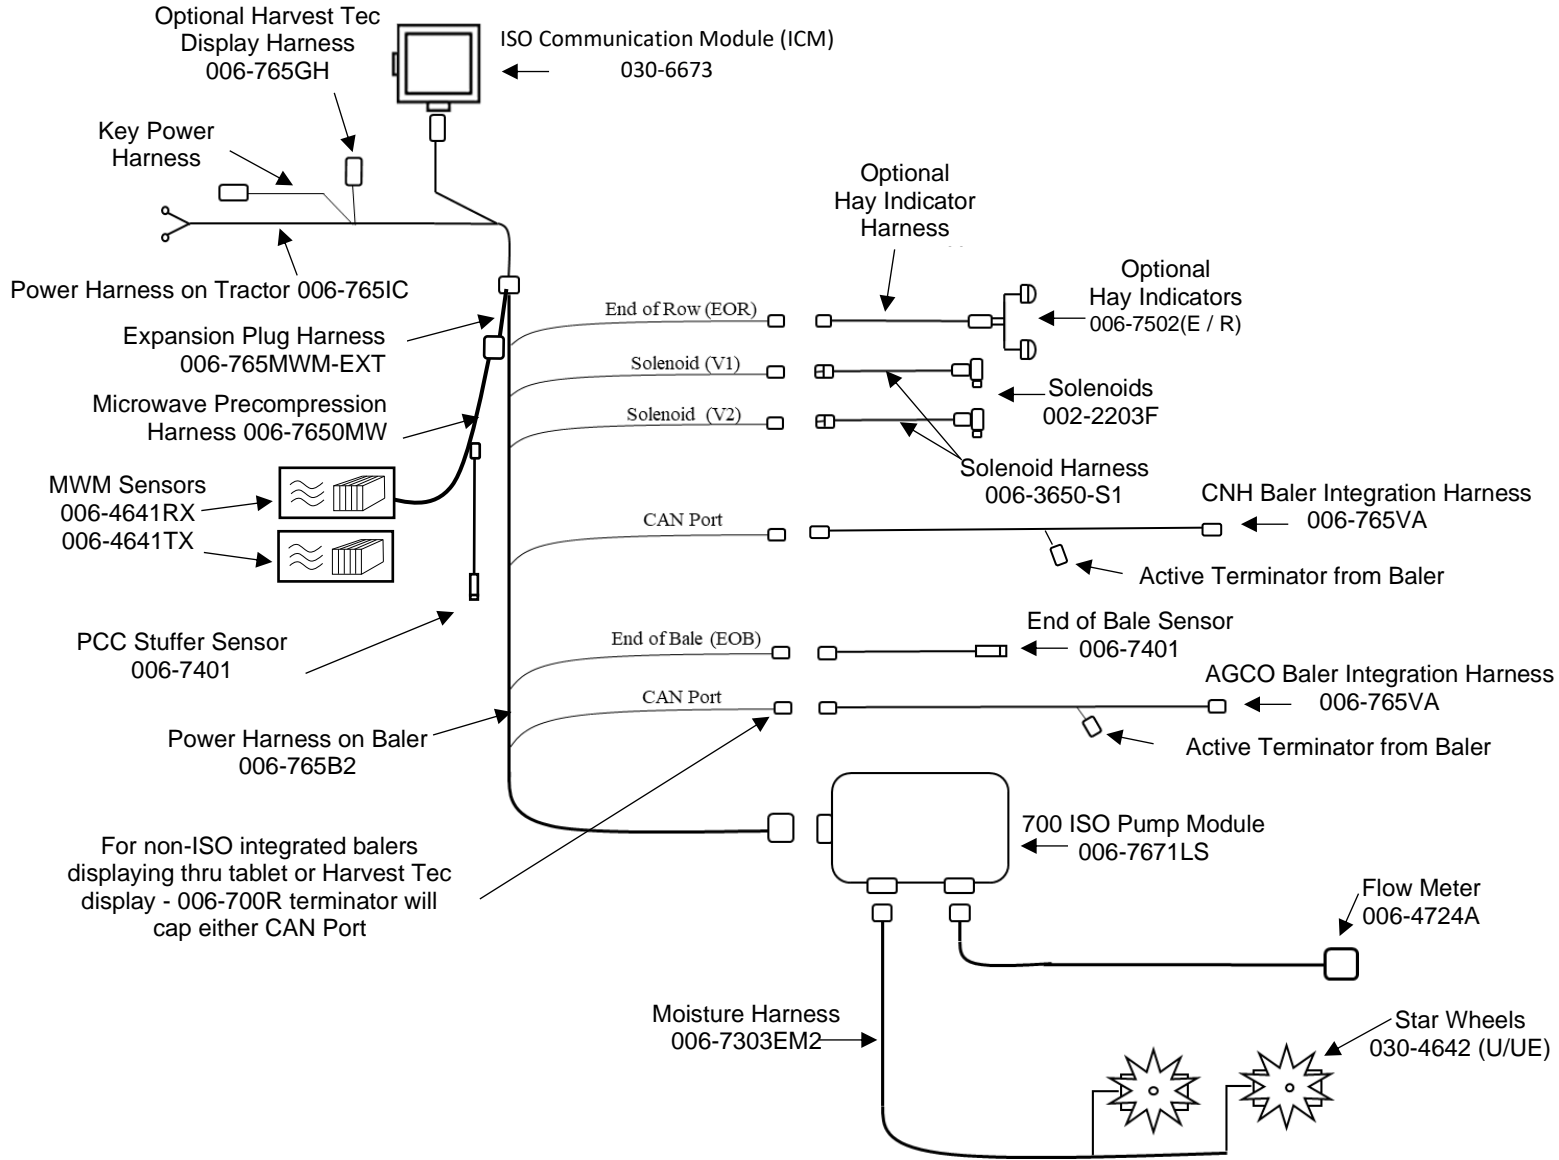 Optional Harvest Tec
Display Harness
006-765GH
ISO Communication Module (ICM)
030-6673
Key Power
Harness
Power Harness on Tractor 006-765IC
Expansion Plug Harness
006-765MWM-EXT
Microwave Precompression
Harness 006-7650MW
MWM Sensors
006-4641RX
006-4641TX
PCC Stuffer Sensor
006-7401
Power Harness on Baler
006-765B2
For non-ISO integrated balers
displaying thru tablet or Harvest Tec
display - 006-700R terminator will
cap either CAN Port
Optional
Hay Indicator
Harness
Optional
Hay Indicators
006-7502(E / R)
End of Row (EOR)
Solenoid (V1)
Solenoid (V2)
Solenoids
002-2203F
Solenoid Harness
006-3650-S1
CNH Baler Integration Harness
006-765VA
CAN Port
Active Terminator from Baler
End of Bale (EOB)
End of Bale Sensor
006-7401
AGCO Baler Integration Harness
006-765VA
CAN Port
Active Terminator from Baler
700 ISO Pump Module
006-7671LS
Flow Meter
006-4724A
Moisture Harness
006-7303EM2
Star Wheels
030-4642 (U/UE)